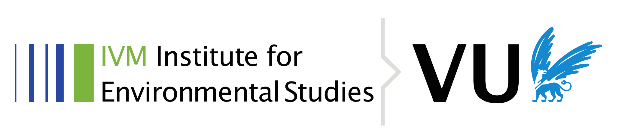 IVM Institute for
Environmental Studies
VU